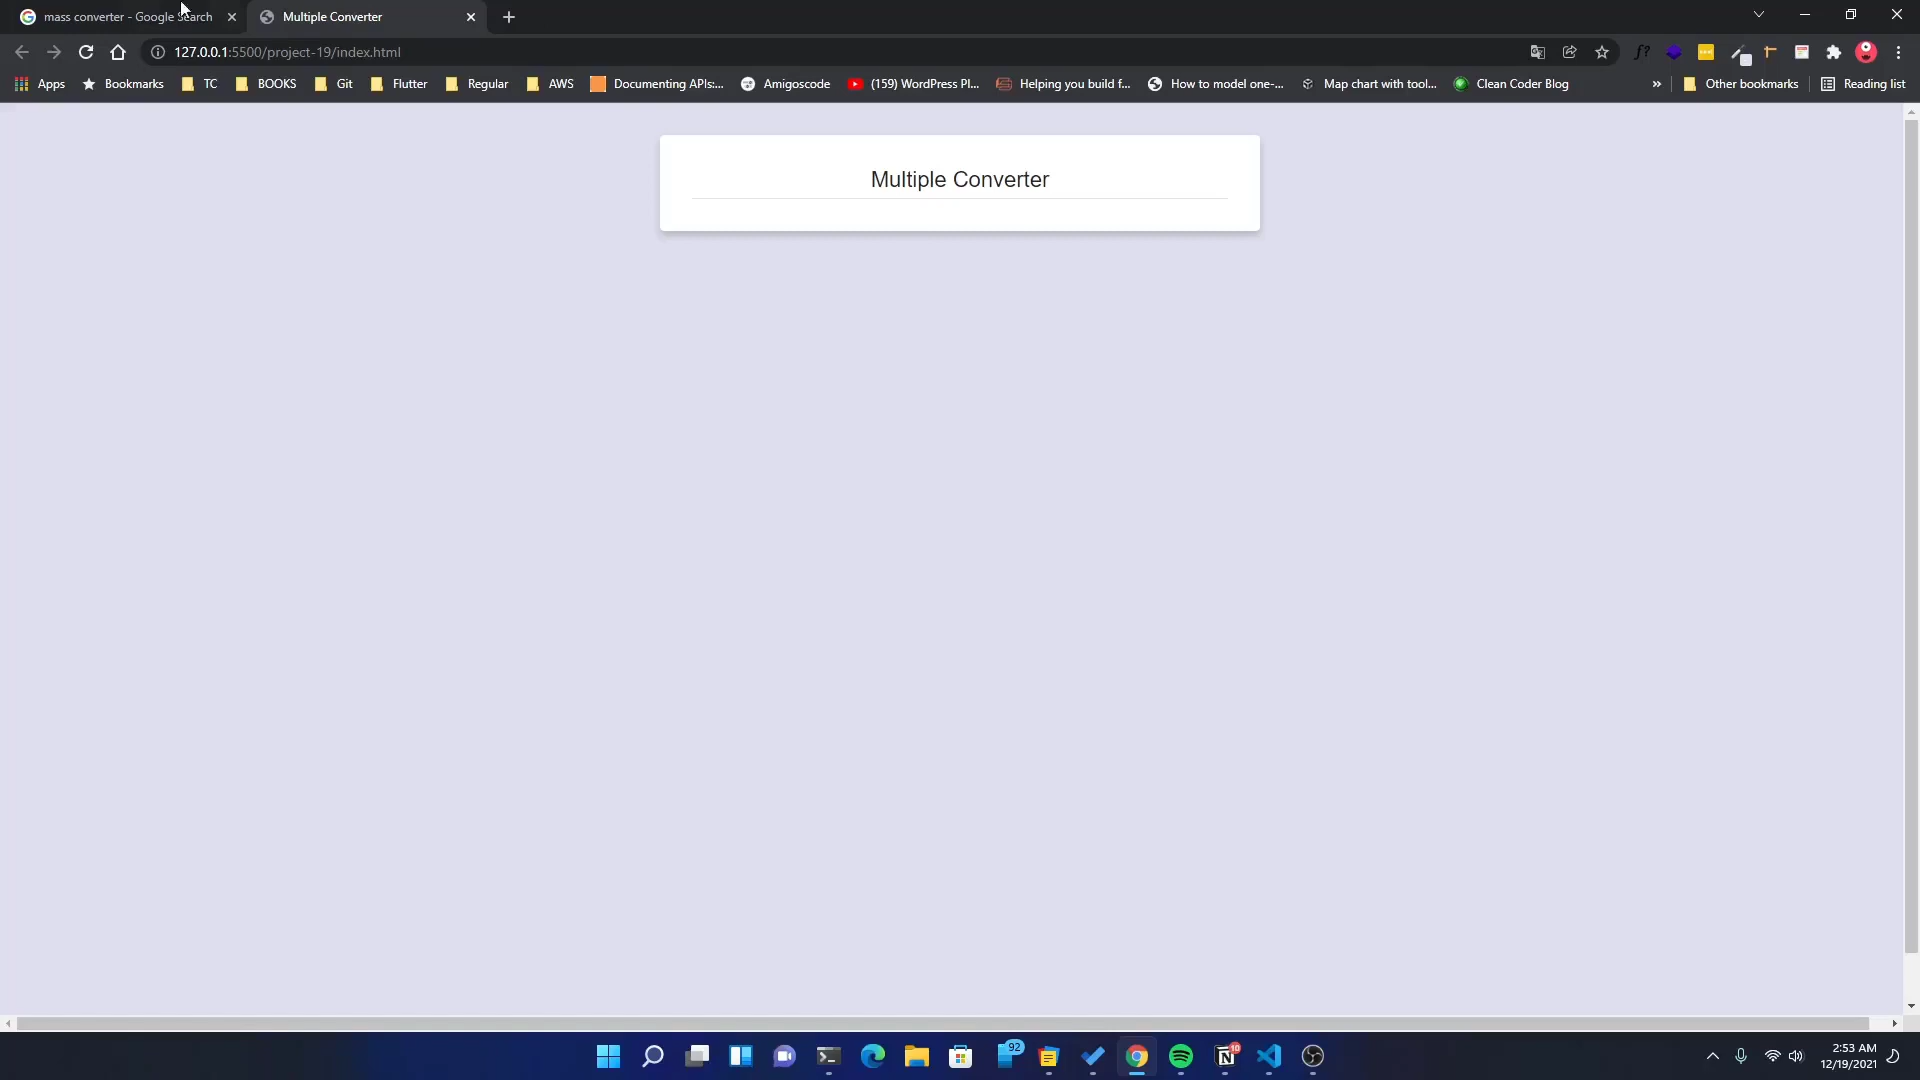 mass converter - Google Search
Multiple Converter
127.0.0.1:5500/project-19/index.html
Apps
Bookmarks
TC
BOOKS
Git
Flutter
Regular
AWS
Documenting APIs:...
Amigoscode
(159) WordPress Pl...
Helping you build f...
How to model one-...
Map chart with tool...
Clean Coder Blog
»
Other bookmarks
Reading list
Multiple Converter
92
10
2:53 AM
12/19/2021